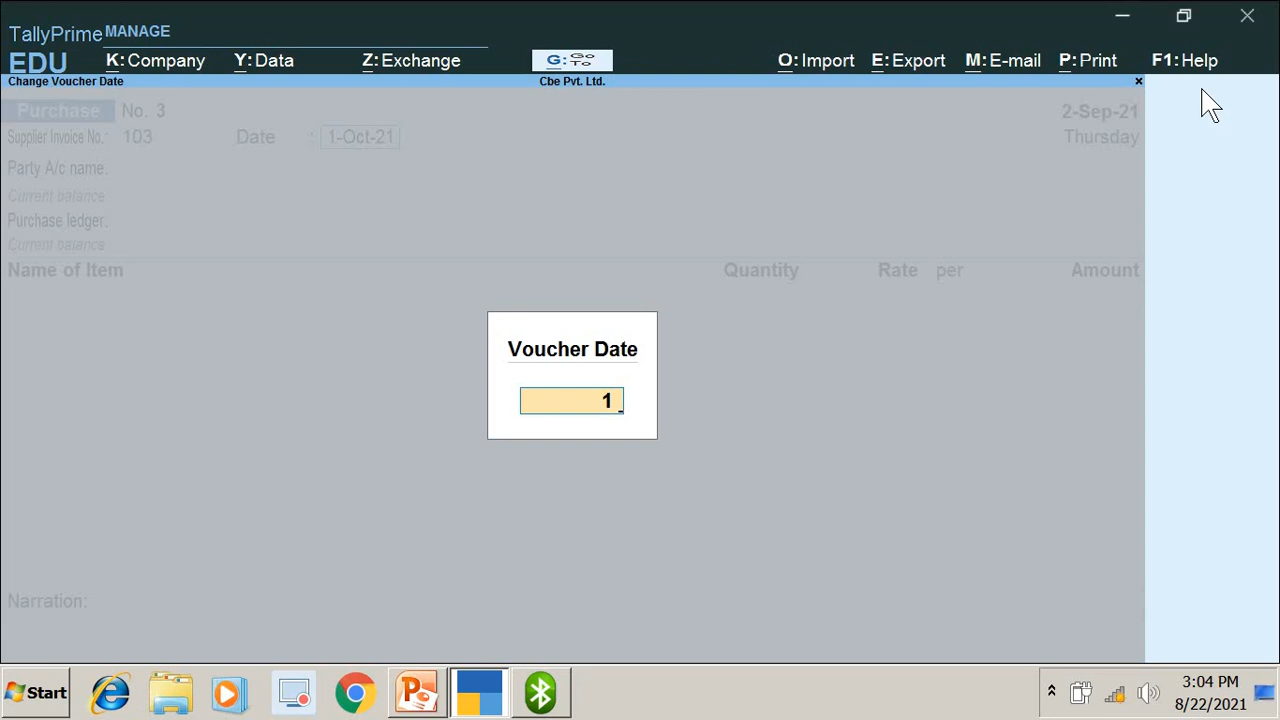 TallyPrime MANAGE
EDU K: Company Y: Data Z: Exchange G: Go To O: Import E: Export M: E-mail P: Print F1: Help
Change Voucher Date Cbe Pvt. Ltd. x
Purchase No. 3 2-Sep-21
Supplier Invoice No.: 103 Date : 1-Oct-21 Thursday
Party A/c name.
Current balance
Purchase ledger.
Current balance
Name of Item Quantity Rate per Amount
Voucher Date
1
Narration:
Start 3:04 PM
8/22/2021